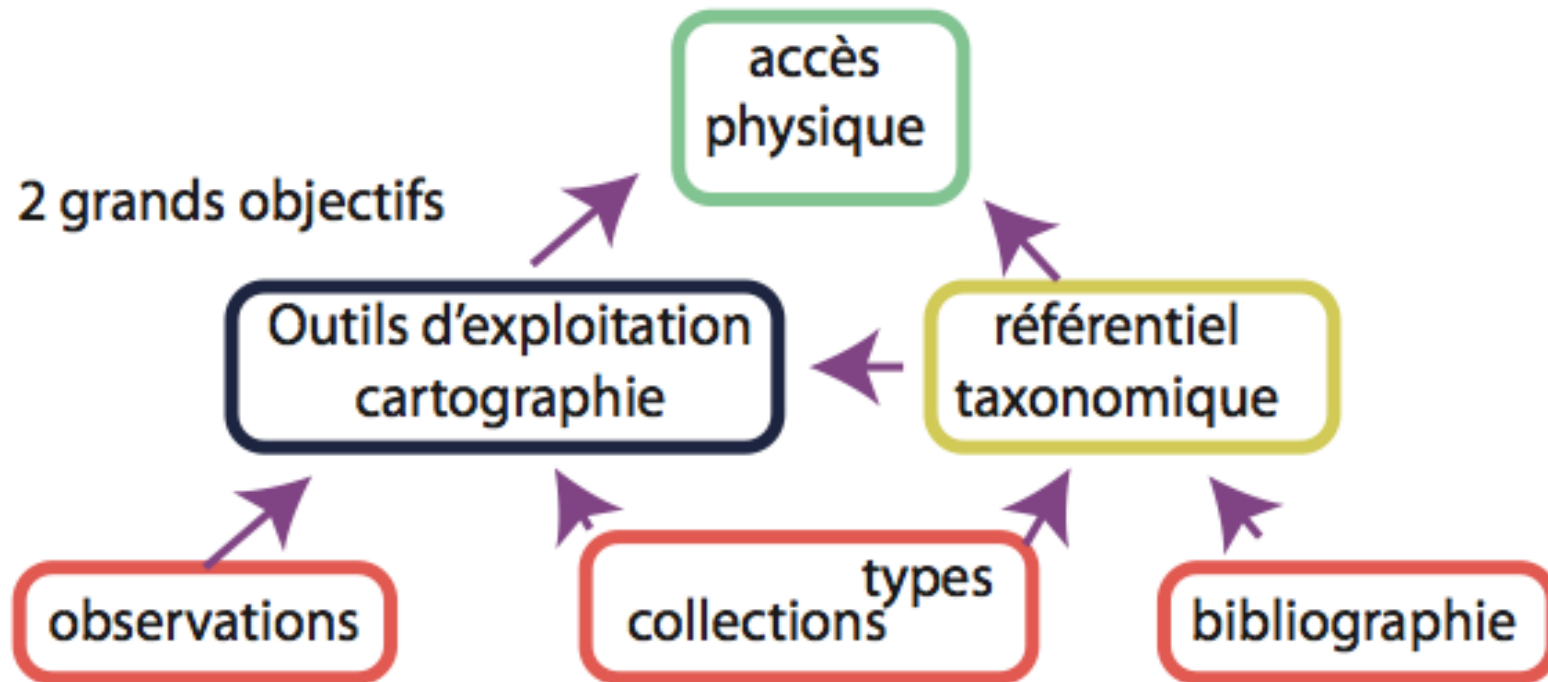 accès
physique
2 grands objectifs
Outils d’exploitation
cartographie
référentiel
taxonomique
observations
types
collections
bibliographie